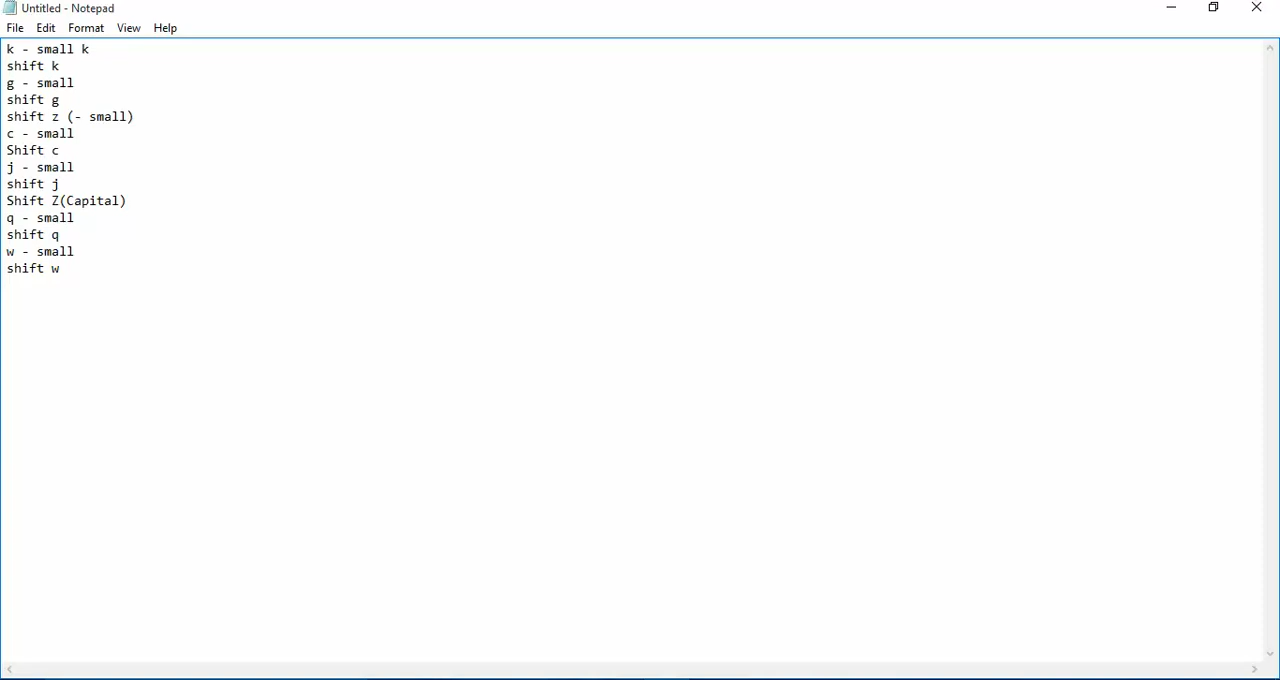 Untitled - Notepad
File Edit Format View Help
k - small k
shift k
g - small
shift g
shift z (- small)
c - small
Shift c
j - small
shift j
Shift Z(Capital)
q - small
shift q
w - small
shift w